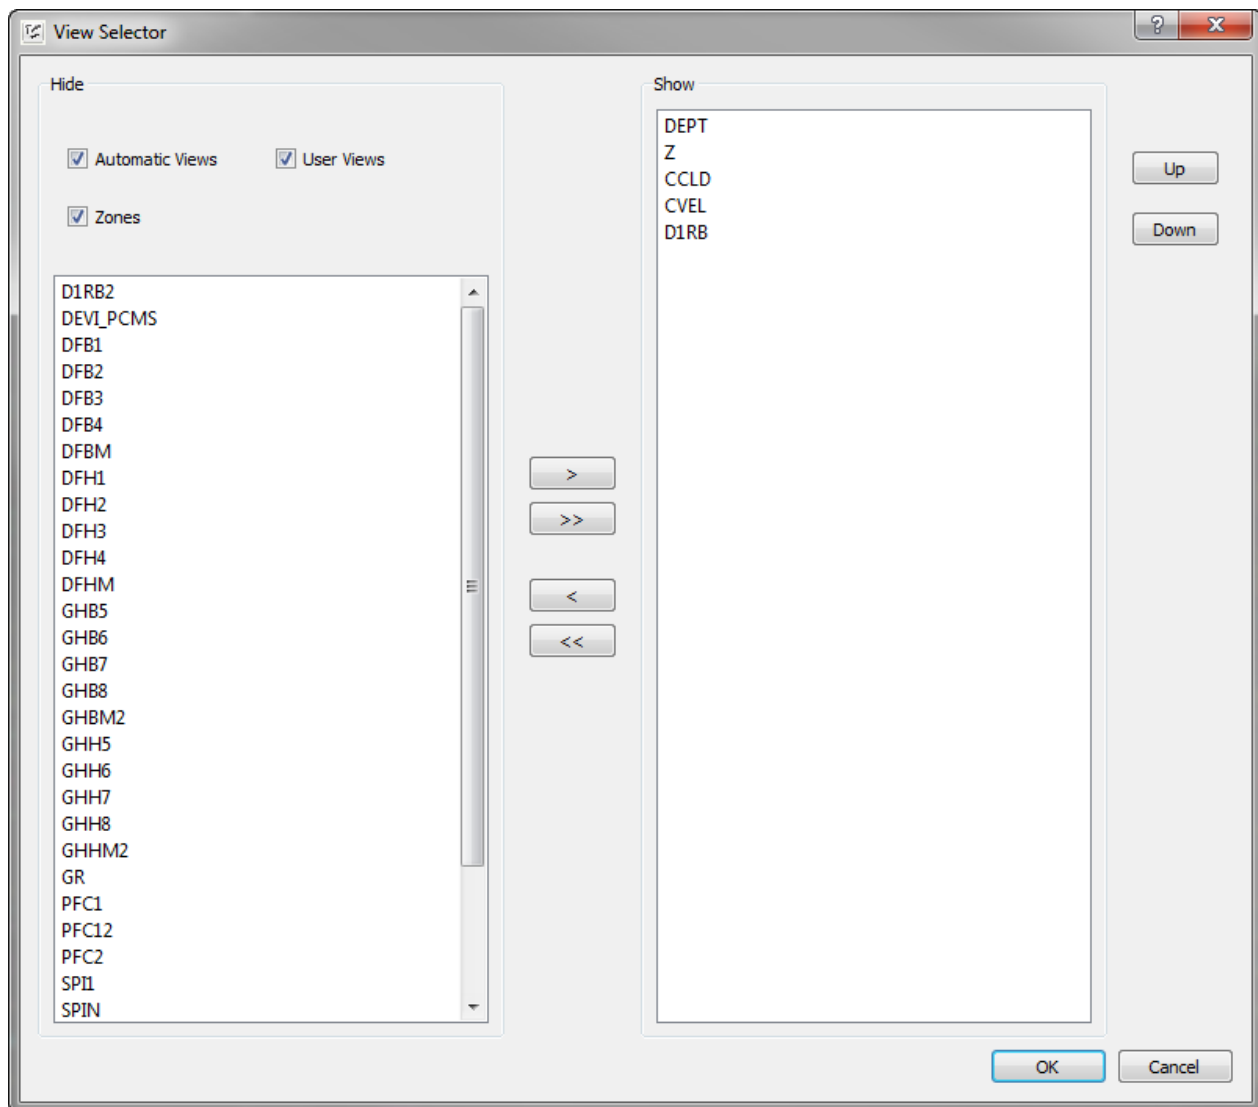 View Selector
Hide
Automatic Views
User Views
Zones
D1RB2
DEVI_PCMS
DFB1
DFB2
DFB3
DFB4
DFBM
DFH1
DFH2
DFH3
DFH4
DFHM
GHB5
GHB6
GHB7
GHB8
GHBM2
GHH5
GHH6
GHH7
GHH8
GHHM2
GR
PFC1
PFC12
PFC2
SPI1
SPIN
>
>>
<
<<
Show
DEPT
Z
CCLD
CVEL
D1RB
Up
Down
OK
Cancel